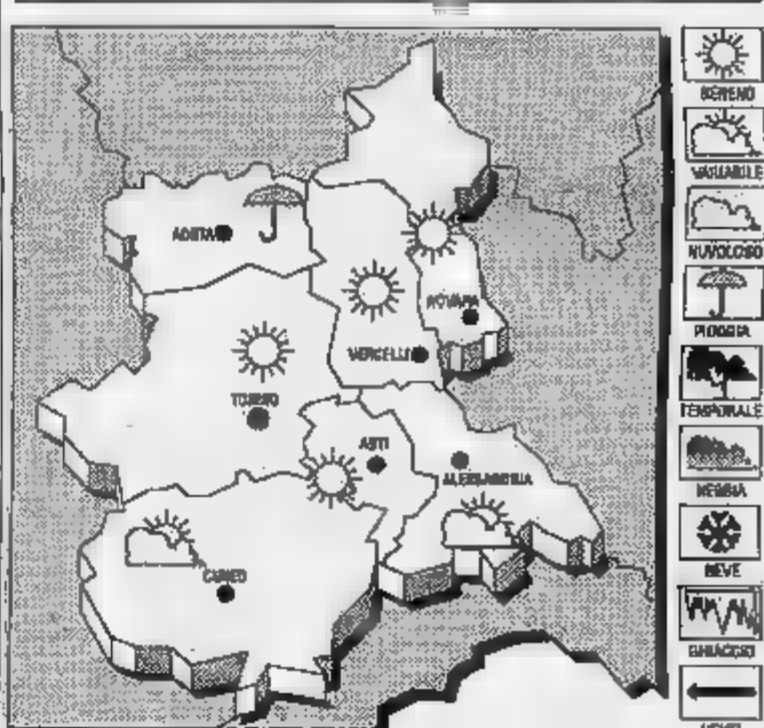 AOSTA
NOVARA
VERCELLI
TORINO
ASTI
ALESSANDRIA
CUNEO
SERENO
VARIABILE
NUVOLOSO
PIOGGIA
TEMPORALE
NEBBIA
NEVE
GHIACCIO